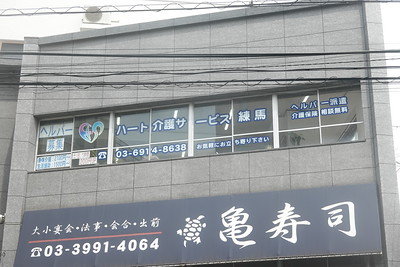 ヘルパー
募集
ハート介護サービス 練馬
☎ 03-6914-8638 お気軽にお立ち寄り下さい
ヘルパー派遣
介護保険 相談無料
大小宴会・法事・会合・出前
☎03-3991-4064
亀寿司